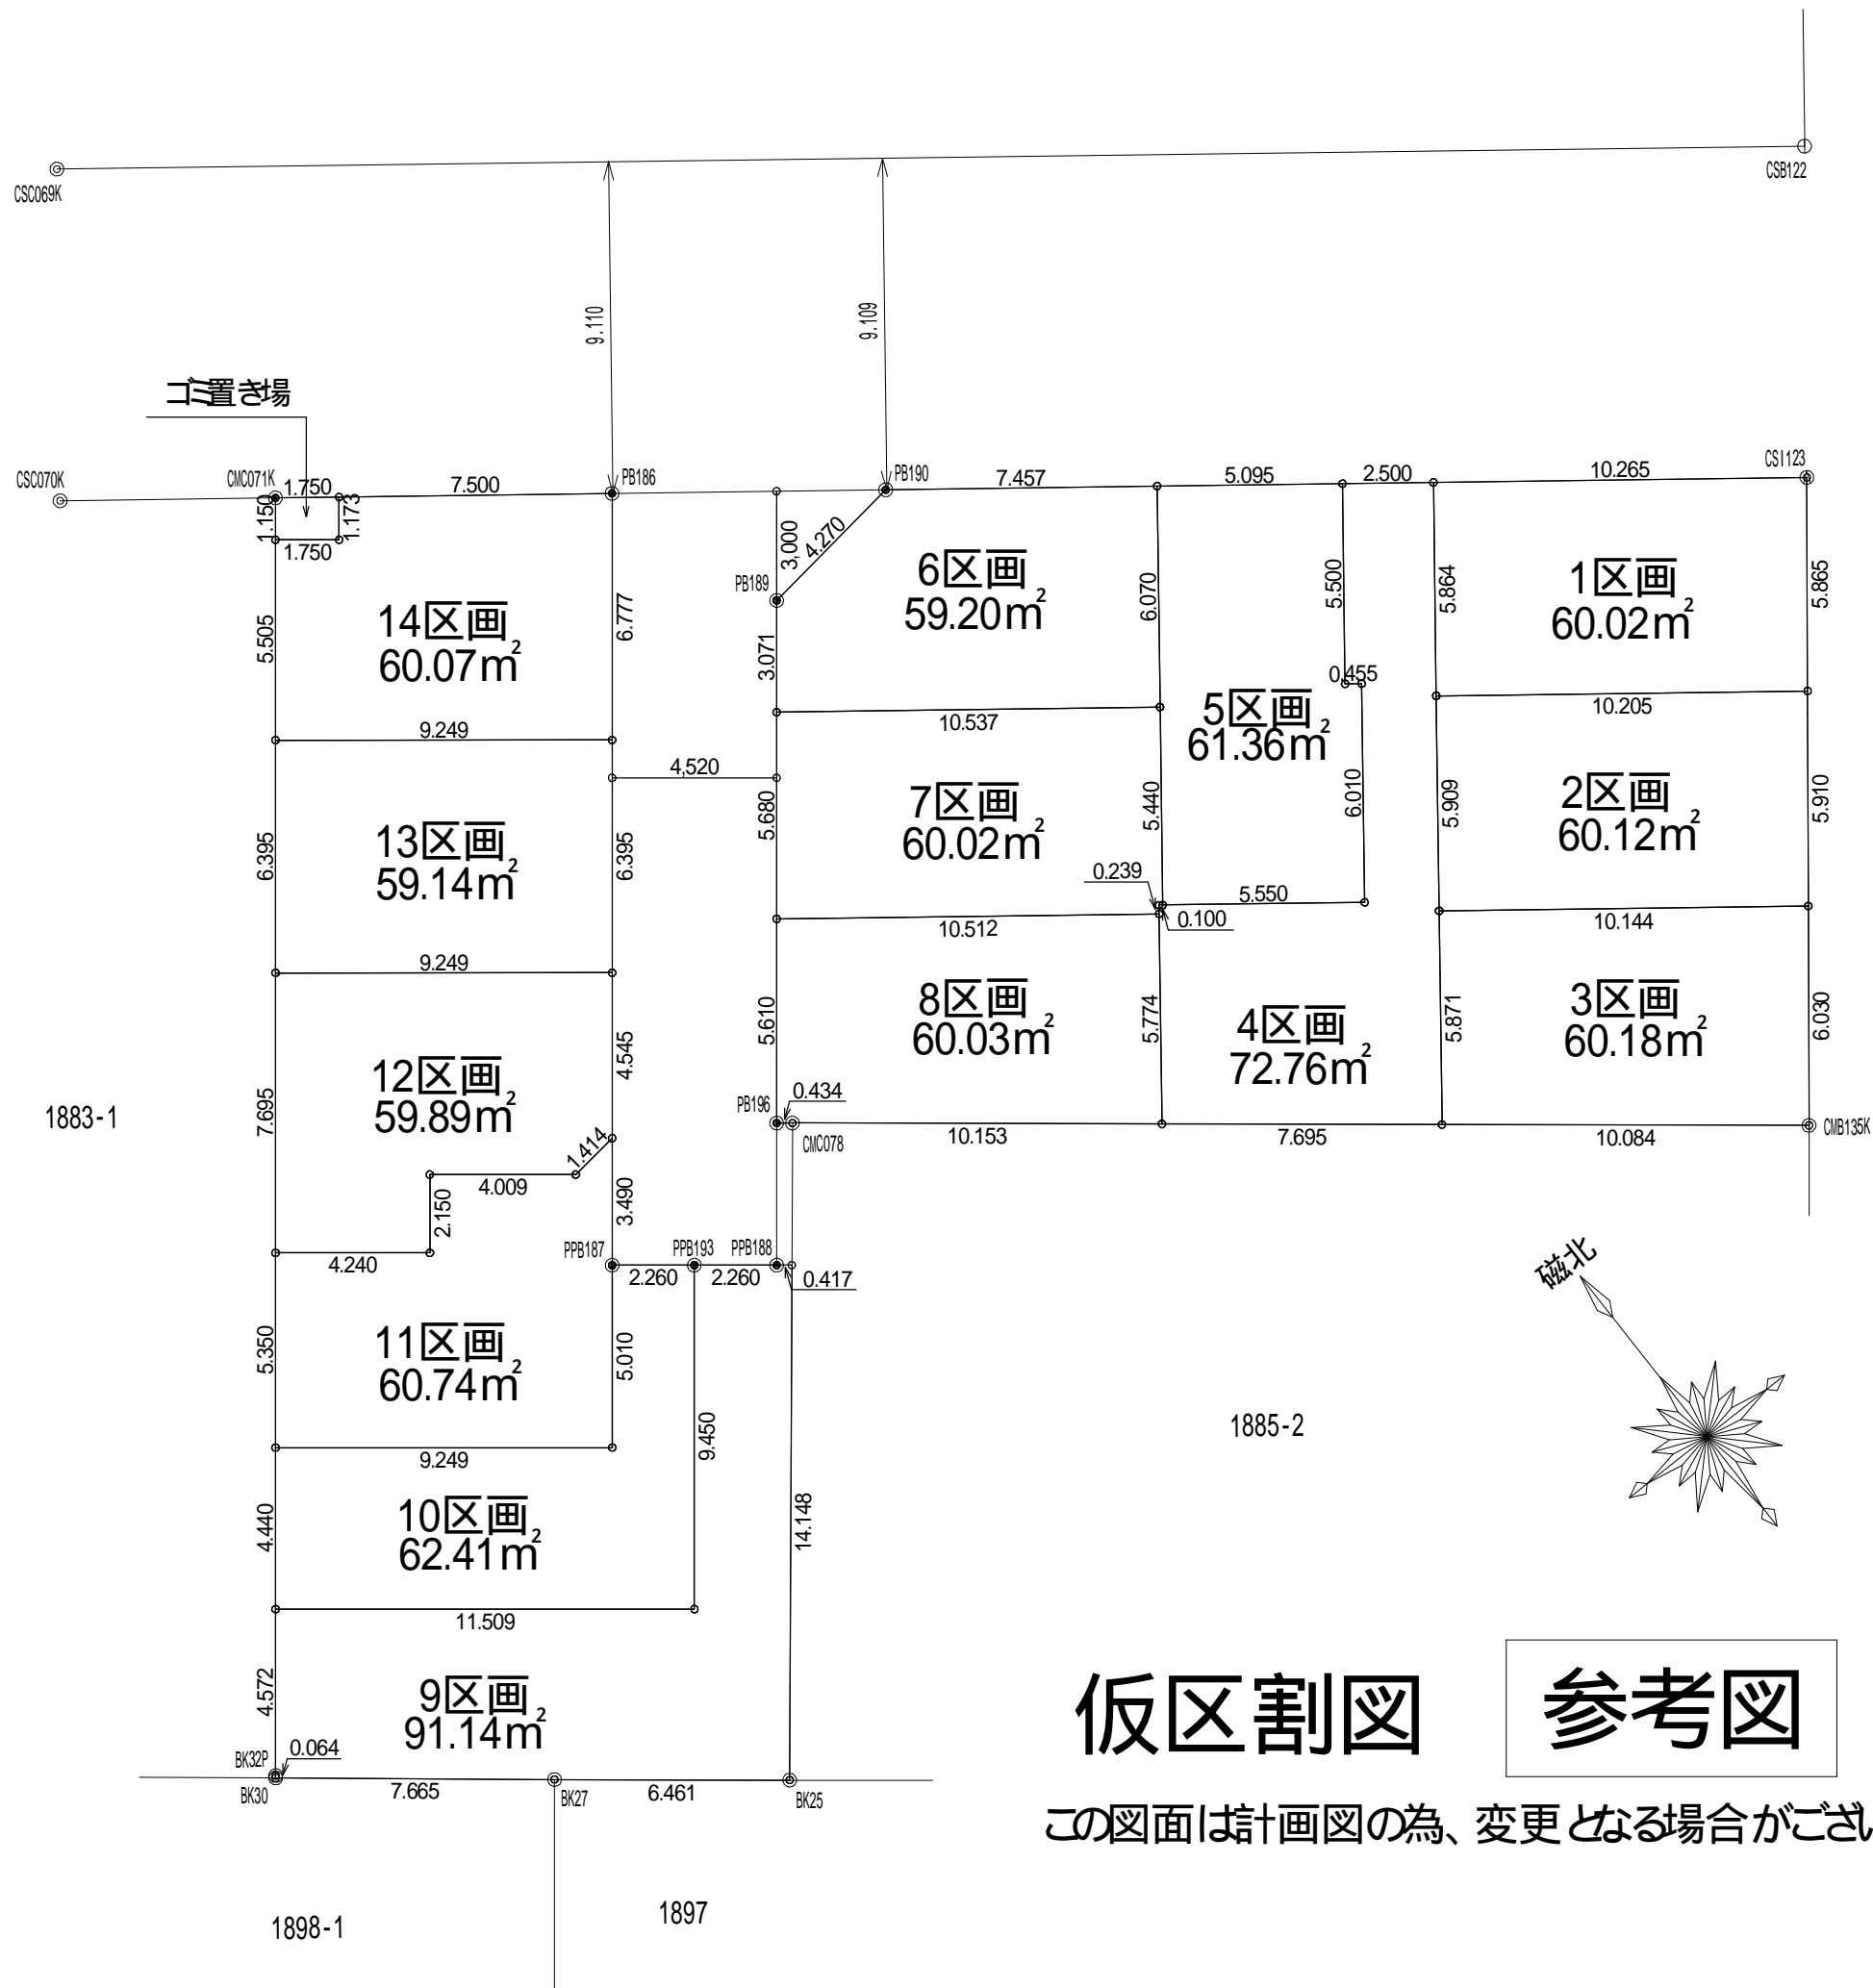 CSC069K
CSB122
9.110
9.109
ゴミ置き場
CSC070K
CMC071K
1.750
7.500
PB186
PB190
7.457
5.095
2.500
10.265
CSI123
1.150
1.173
1.750
3,000
4.270
PB189
6区画
59.20m²
6.070
5.500
5.864
1区画
60.02m²
5.865
5.505
14区画
60.07m²
6.777
3.071
0.455
9.249
10.537
10.205
4,520
5区画
61.36m²
6.395
13区画
59.14m²
6.395
5.680
7区画
60.02m²
5.440
6.010
5.909
2区画
60.12m²
5.910
0.239
5.550
0.100
9.249
10.512
10.144
7.695
12区画
59.89m²
4.545
5.610
8区画
60.03m²
5.774
4区画
72.76m²
5.871
3区画
60.18m²
6.030
1883-1
PB196
0.434
CMC078
10.153
7.695
10.084
CMB135K
1.414
4.009
2.150
3.490
4.240
PPB187
PPB193
PPB188
2.260
2.260
0.417
磁北
5.350
11区画
60.74m²
5.010
9.450
1885-2
9.249
4.440
10区画
62.41m²
14.148
11.509
4.572
9区画
91.14m²
仮区割図
参考図
BK32P
0.064
BK30
7.665
BK27
6.461
BK25
この図面は計画図の為、変更となる場合がござい
1898-1
1897